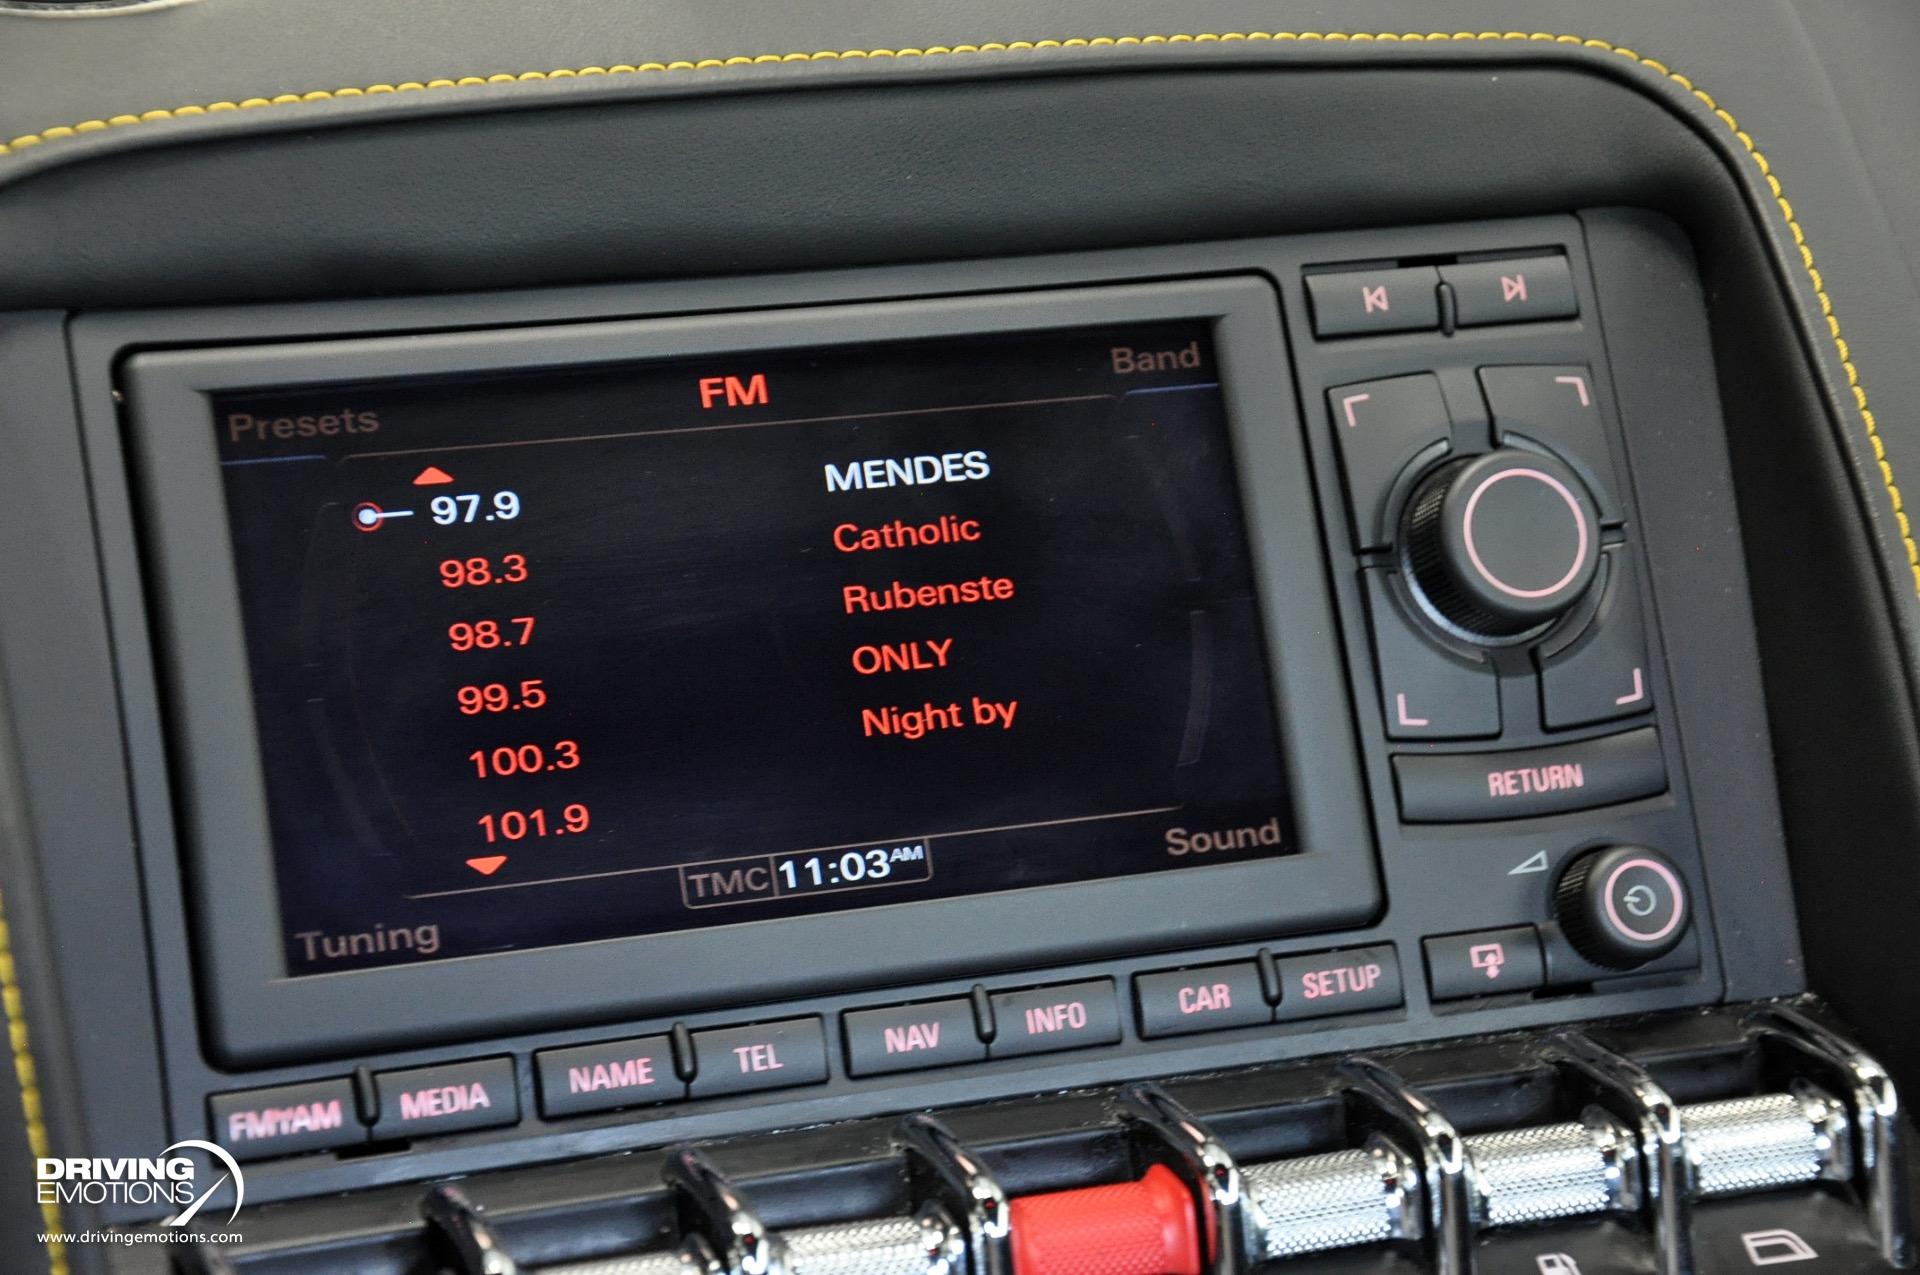 Presets FM Band
97.9 MENDES
98.3 Catholic
98.7 Rubenste
99.5 ONLY
100.3 Night by
101.9
TMC 11:03 AM
Tuning Sound
RETURN
FM/AM MEDIA NAME TEL NAV INFO CAR SETUP
DRIVING
EMOTIONS
www.drivingemotions.com